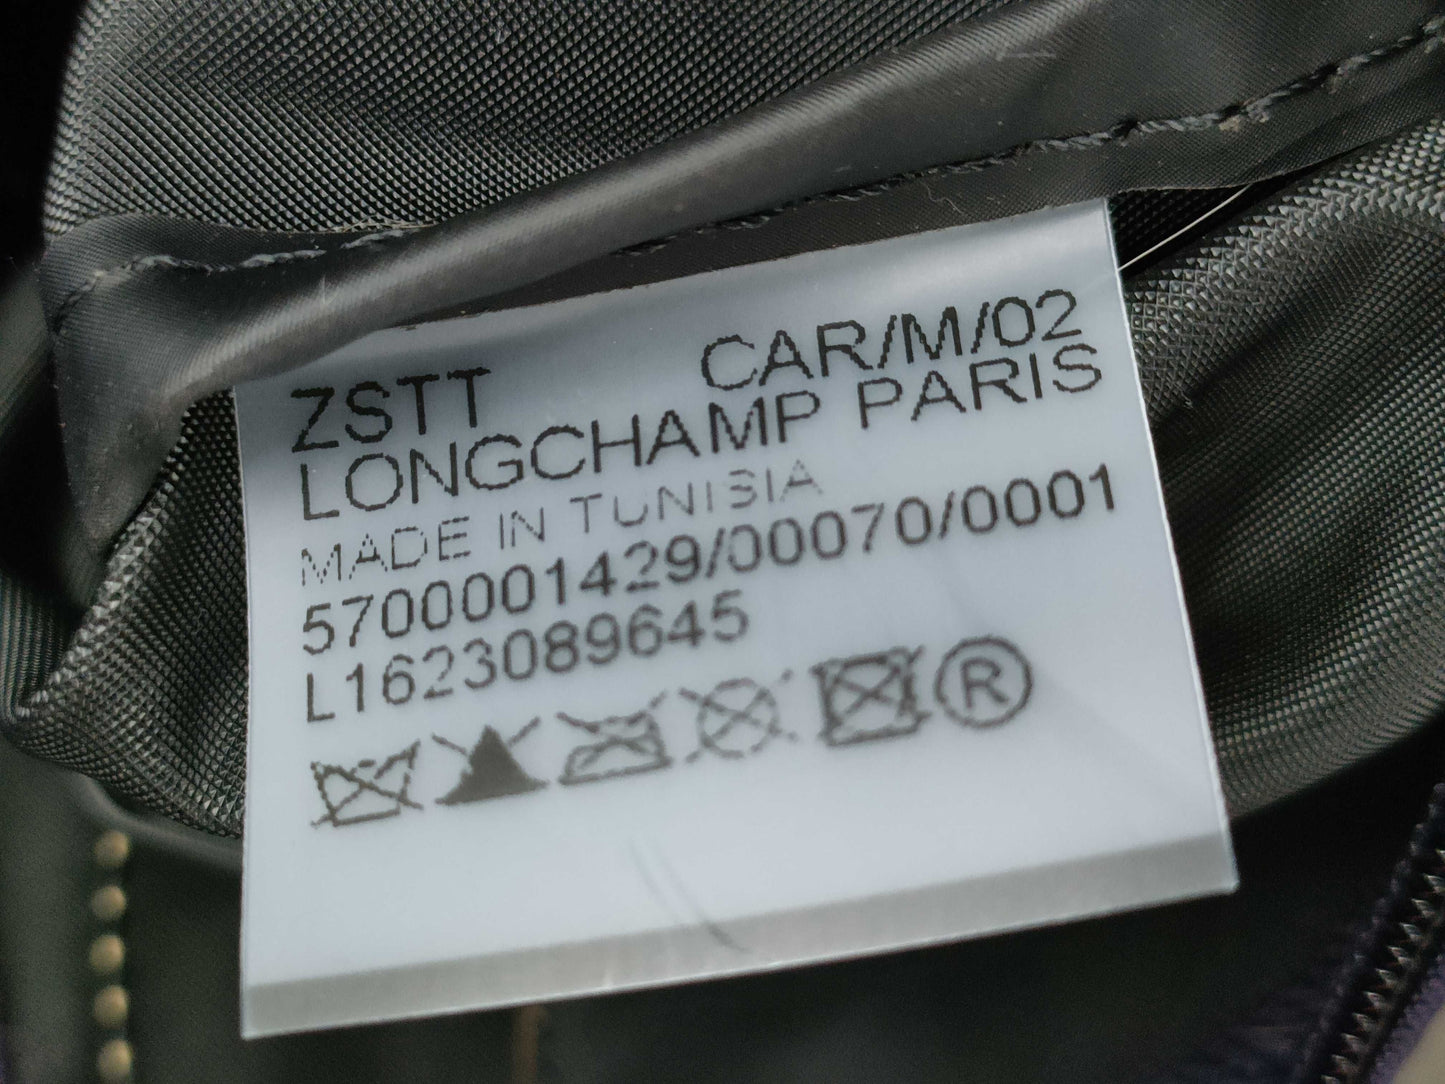 ZSTT CAR/M/02
LONGCHAMP PARIS
MADE IN TUNISIA
5700001429/00070/0001
L1623089645
®